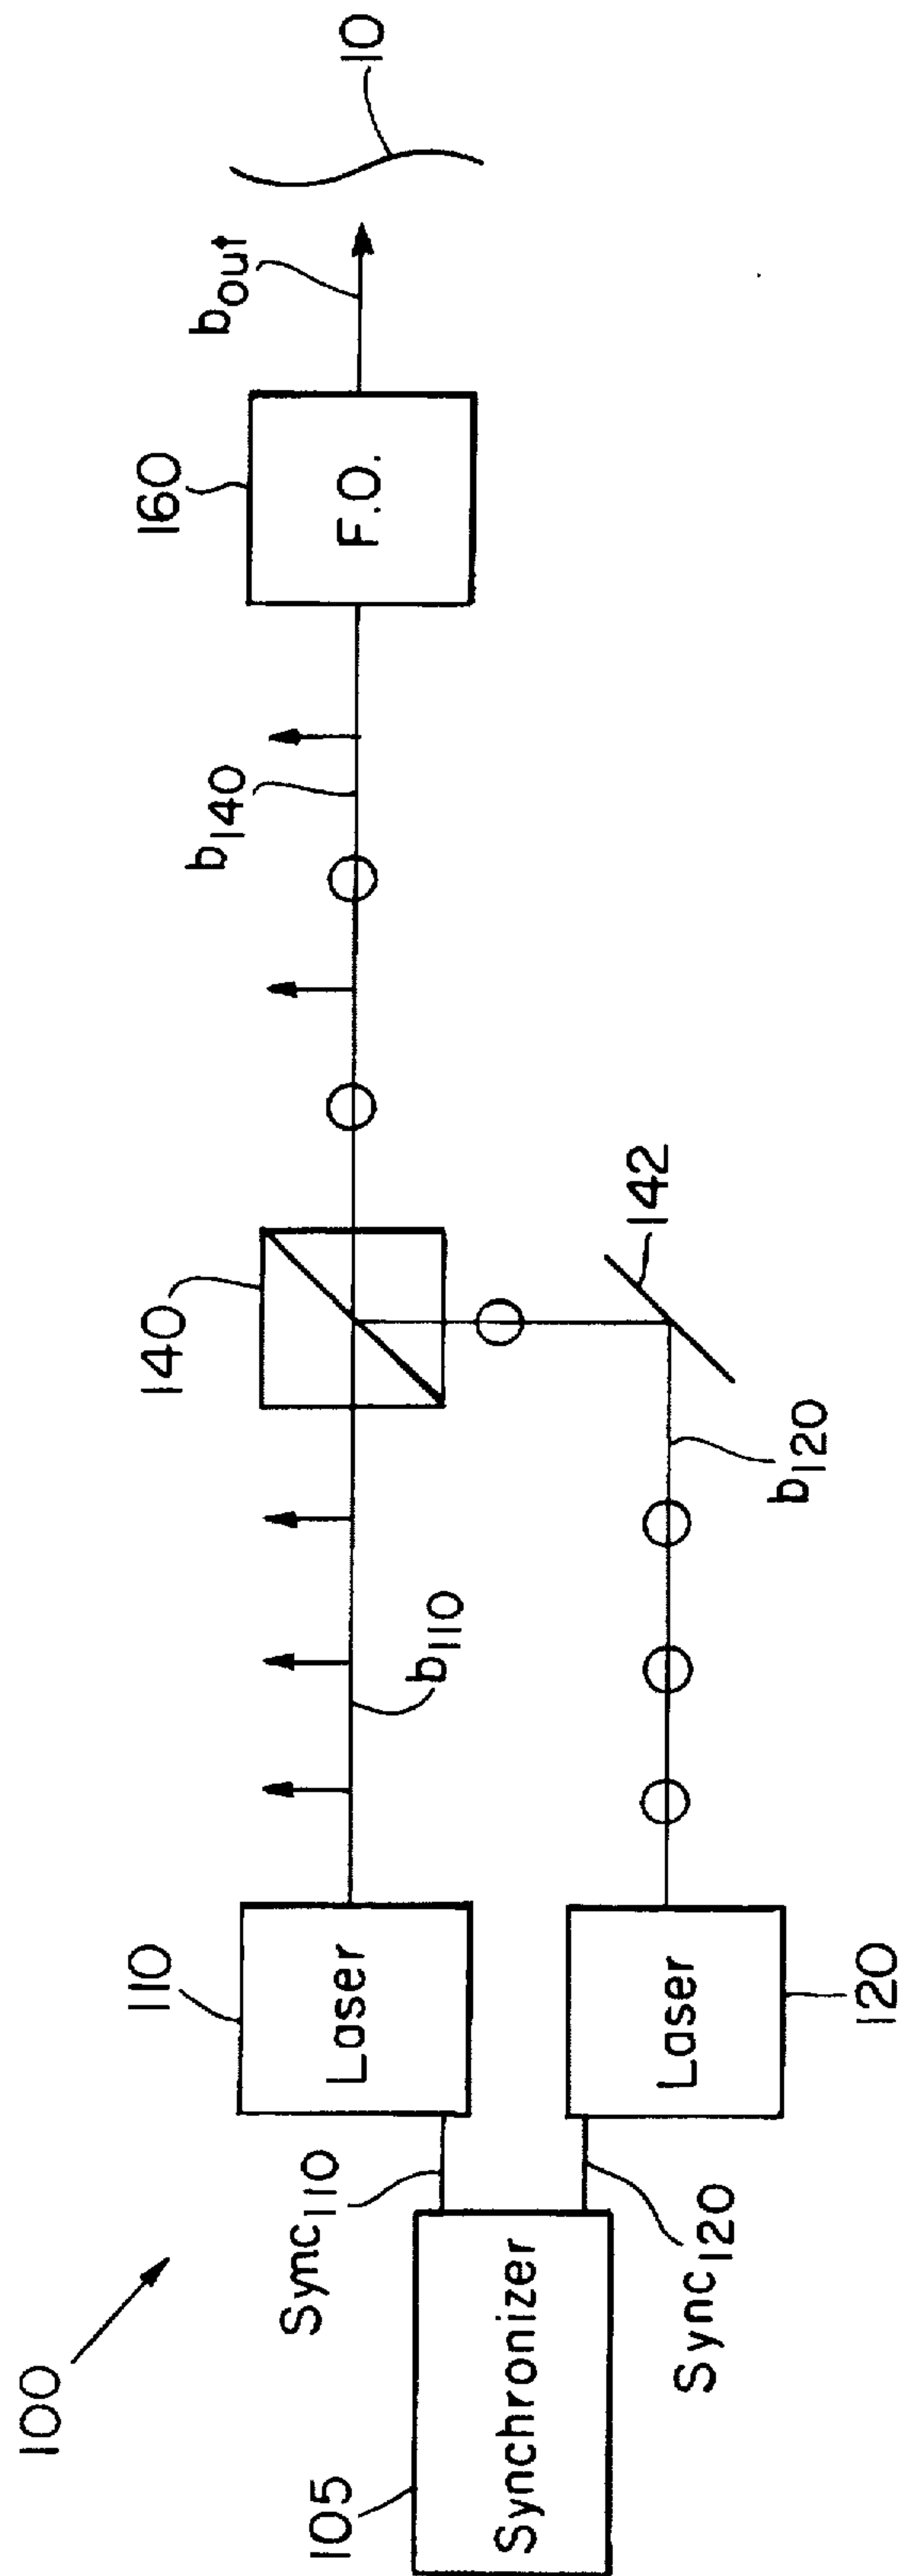 100
105
Synchronizer
Sync110
Sync120
110
Laser
120
Laser
b110
b120
140
142
b140
160
F.O.
bout
10